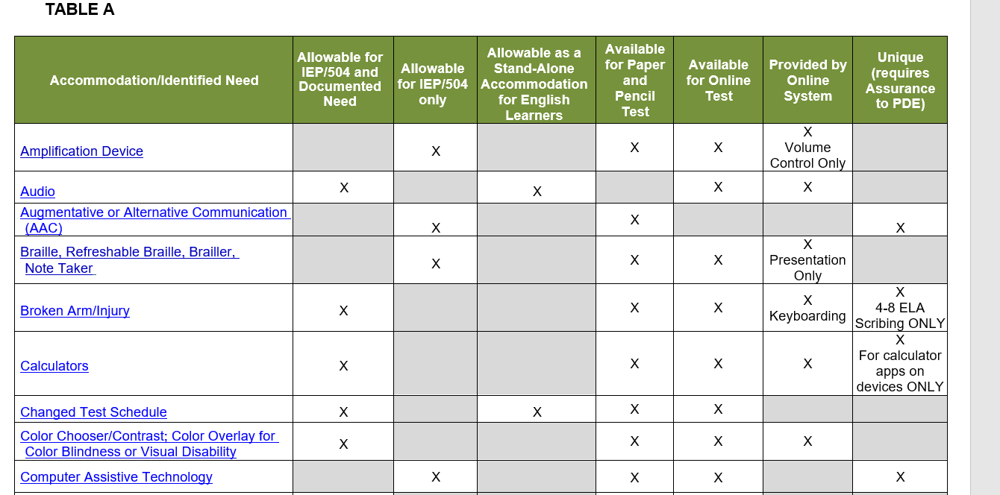 TABLE A
Accommodation/Identified Need
Allowable for
IEP/504 and
Documented
Need
Allowable
for IEP/504
only
Allowable as a
Stand-Alone
Accommodation
for English
Learners
Available
for Paper
and
Pencil
Test
Available
for Online
Test
Provided by
Online
System
Unique
(requires
Assurance
to PDE)
Amplification Device
X
X
X
X
Volume
Control Only
Audio
X
X
X
X
Augmentative or Alternative Communication
(AAC)
X
X
X
Braille, Refreshable Braille, Brailler,
Note Taker
X
X
X
X
Presentation
Only
Broken Arm/Injury
X
X
X
X
Keyboarding
X
4-8 ELA
Scribing ONLY
Calculators
X
X
X
X
X
For calculator
apps on
devices ONLY
Changed Test Schedule
X
X
X
X
Color Chooser/Contrast; Color Overlay for
Color Blindness or Visual Disability
X
X
X
X
Computer Assistive Technology
X
X
X
X